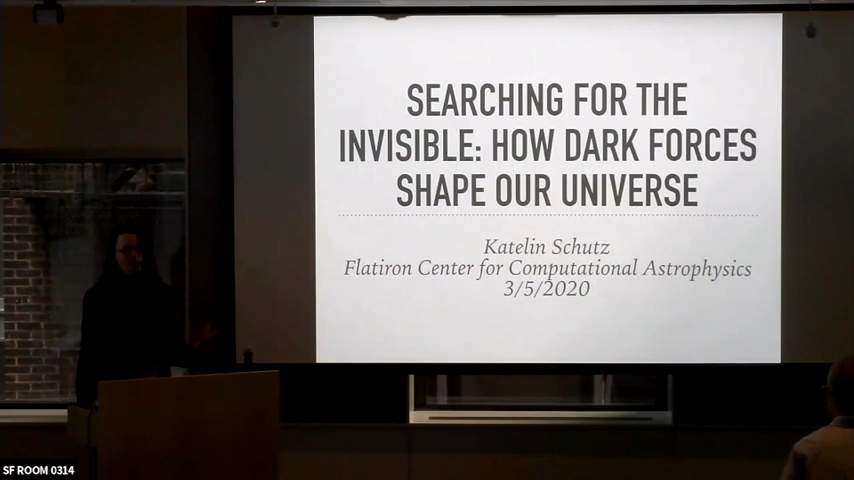 SEARCHING FOR THE
INVISIBLE: HOW DARK FORCES
SHAPE OUR UNIVERSE
Katelin Schutz
Flatiron Center for Computational Astrophysics
3/5/2020
SF ROOM 0314